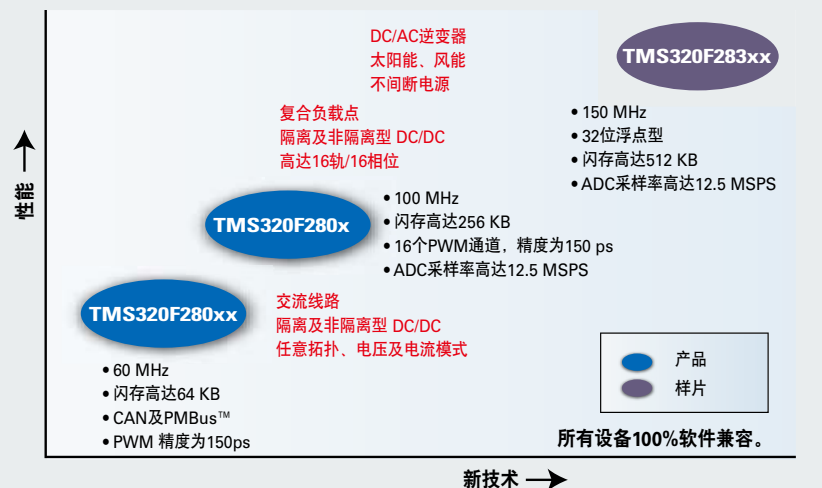 DC/AC逆变器
太阳能、风能
不间断电源
TMS320F283xx
• 150 MHz
• 32位浮点型
• 闪存高达512 KB
• ADC采样率高达12.5 MSPS
复合负载点
隔离及非隔离型 DC/DC
高达16轨/16相位
TMS320F280x
• 100 MHz
• 闪存高达256 KB
• 16个PWM通道，精度为150 ps
• ADC采样率高达12.5 MSPS
性能
TMS320F280xx
交流线路
隔离及非隔离型 DC/DC
任意拓扑、电压及电流模式
• 60 MHz
• 闪存高达64 KB
• CAN及PMBus™
• PWM 精度为150ps
产品
样片
所有设备100%软件兼容。
新技术